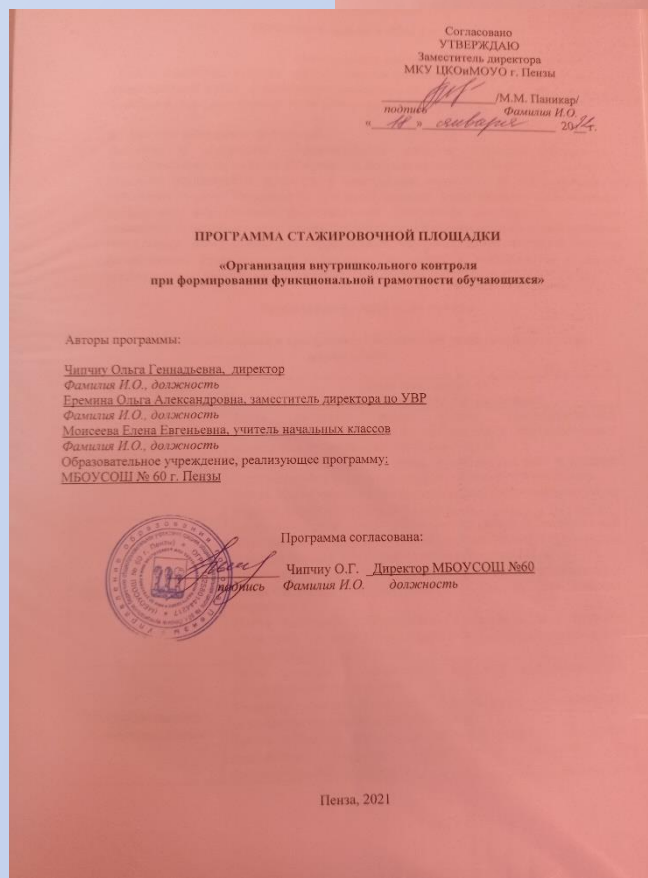 Согласовано
УТВЕРЖДАЮ
Заместитель директора
МКУ ЦКОиМОУО г. Пензы
/М.М. Паникар/
подпись Фамилия И.О.
« » января 20 г.
ПРОГРАММА СТАЖИРОВОЧНОЙ ПЛОЩАДКИ
«Организация внутришкольного контроля
при формировании функциональной грамотности обучающихся»
Авторы программы:
Чипчиу Ольга Геннадьевна, директор
Фамилия И.О., должность
Еремина Ольга Александровна, заместитель директора по УВР
Фамилия И.О., должность
Моисеева Елена Евгеньевна, учитель начальных классов
Фамилия И.О., должность
Образовательное учреждение, реализующее программу:
МБОУСОШ № 60 г. Пензы
Программа согласована:
Чипчиу О.Г. Директор МБОУСОШ №60
подпись Фамилия И.О. должность
Пенза, 2021